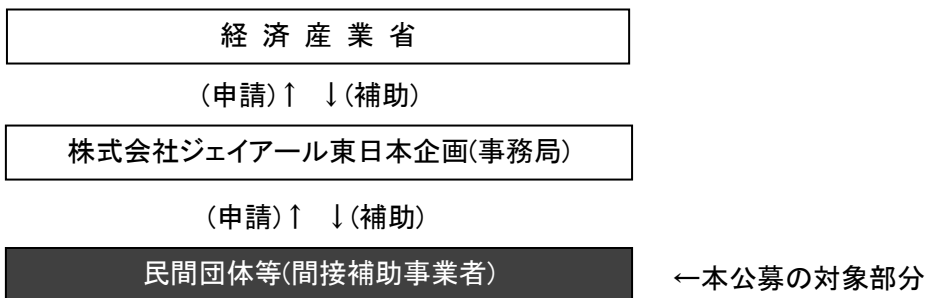 経 済 産 業 省
(申請)↑ ↓(補助)
株式会社ジェイアール東日本企画(事務局)
(申請)↑ ↓(補助)
民間団体等(間接補助事業者) ←本公募の対象部分